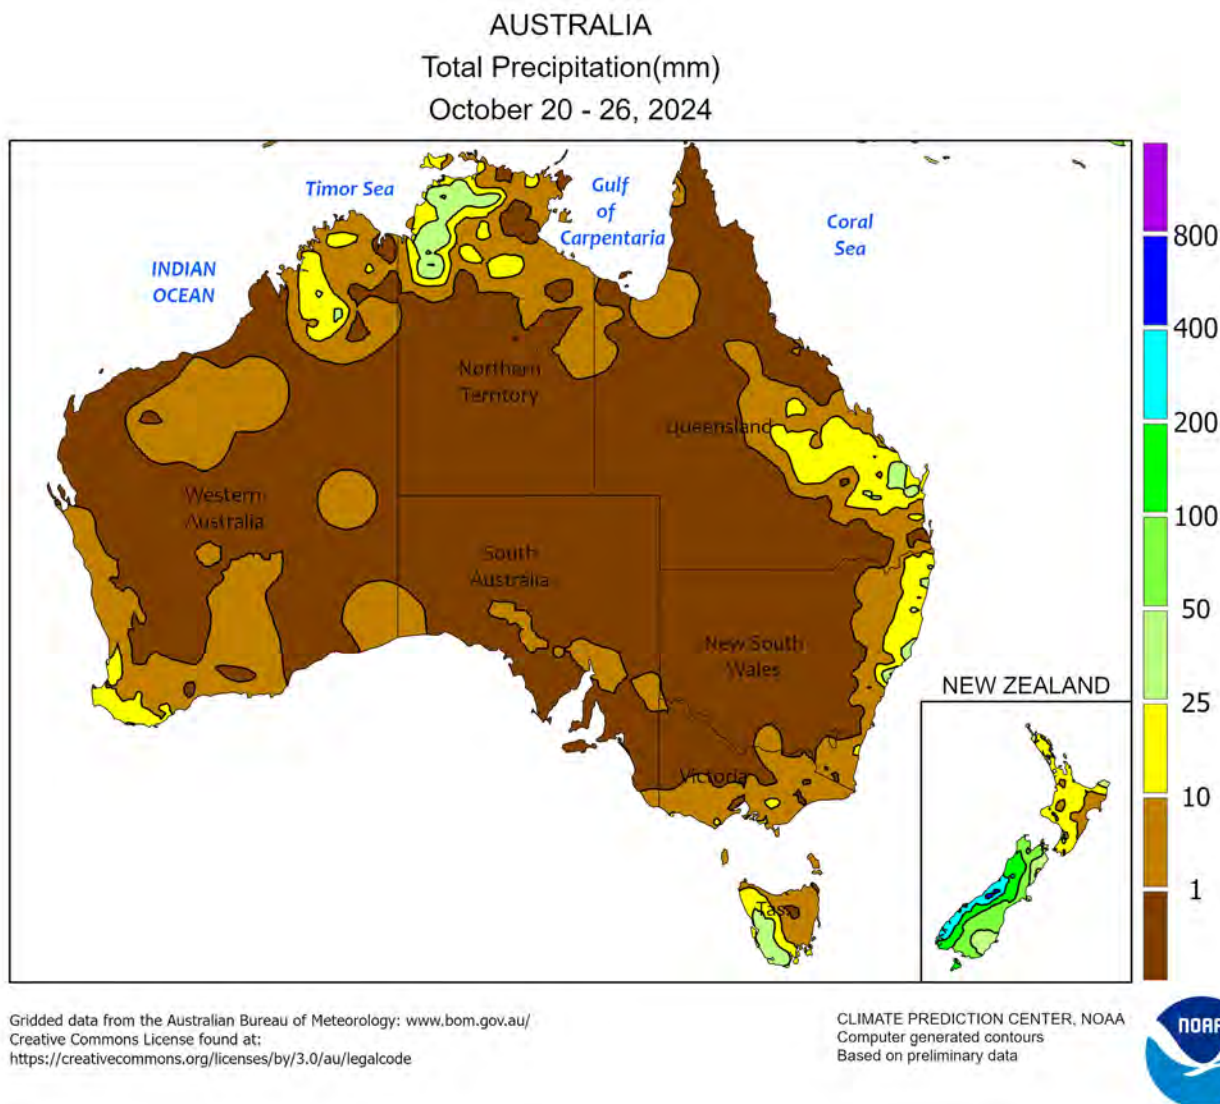 AUSTRALIA
Total Precipitation(mm)
October 20 - 26, 2024
Timor Sea
Gulf
of
Carpentaria
Coral
Sea
INDIAN
OCEAN
Northern
Territory
Queensland
Western
Australia
South
Australia
New South
Wales
Victoria
Tas
NEW ZEALAND
800
400
200
100
50
25
10
1
Gridded data from the Australian Bureau of Meteorology: www.bom.gov.au/
Creative Commons License found at:
https://creativecommons.org/licenses/by/3.0/au/legalcode
CLIMATE PREDICTION CENTER, NOAA
Computer generated contours
Based on preliminary data
NOAA